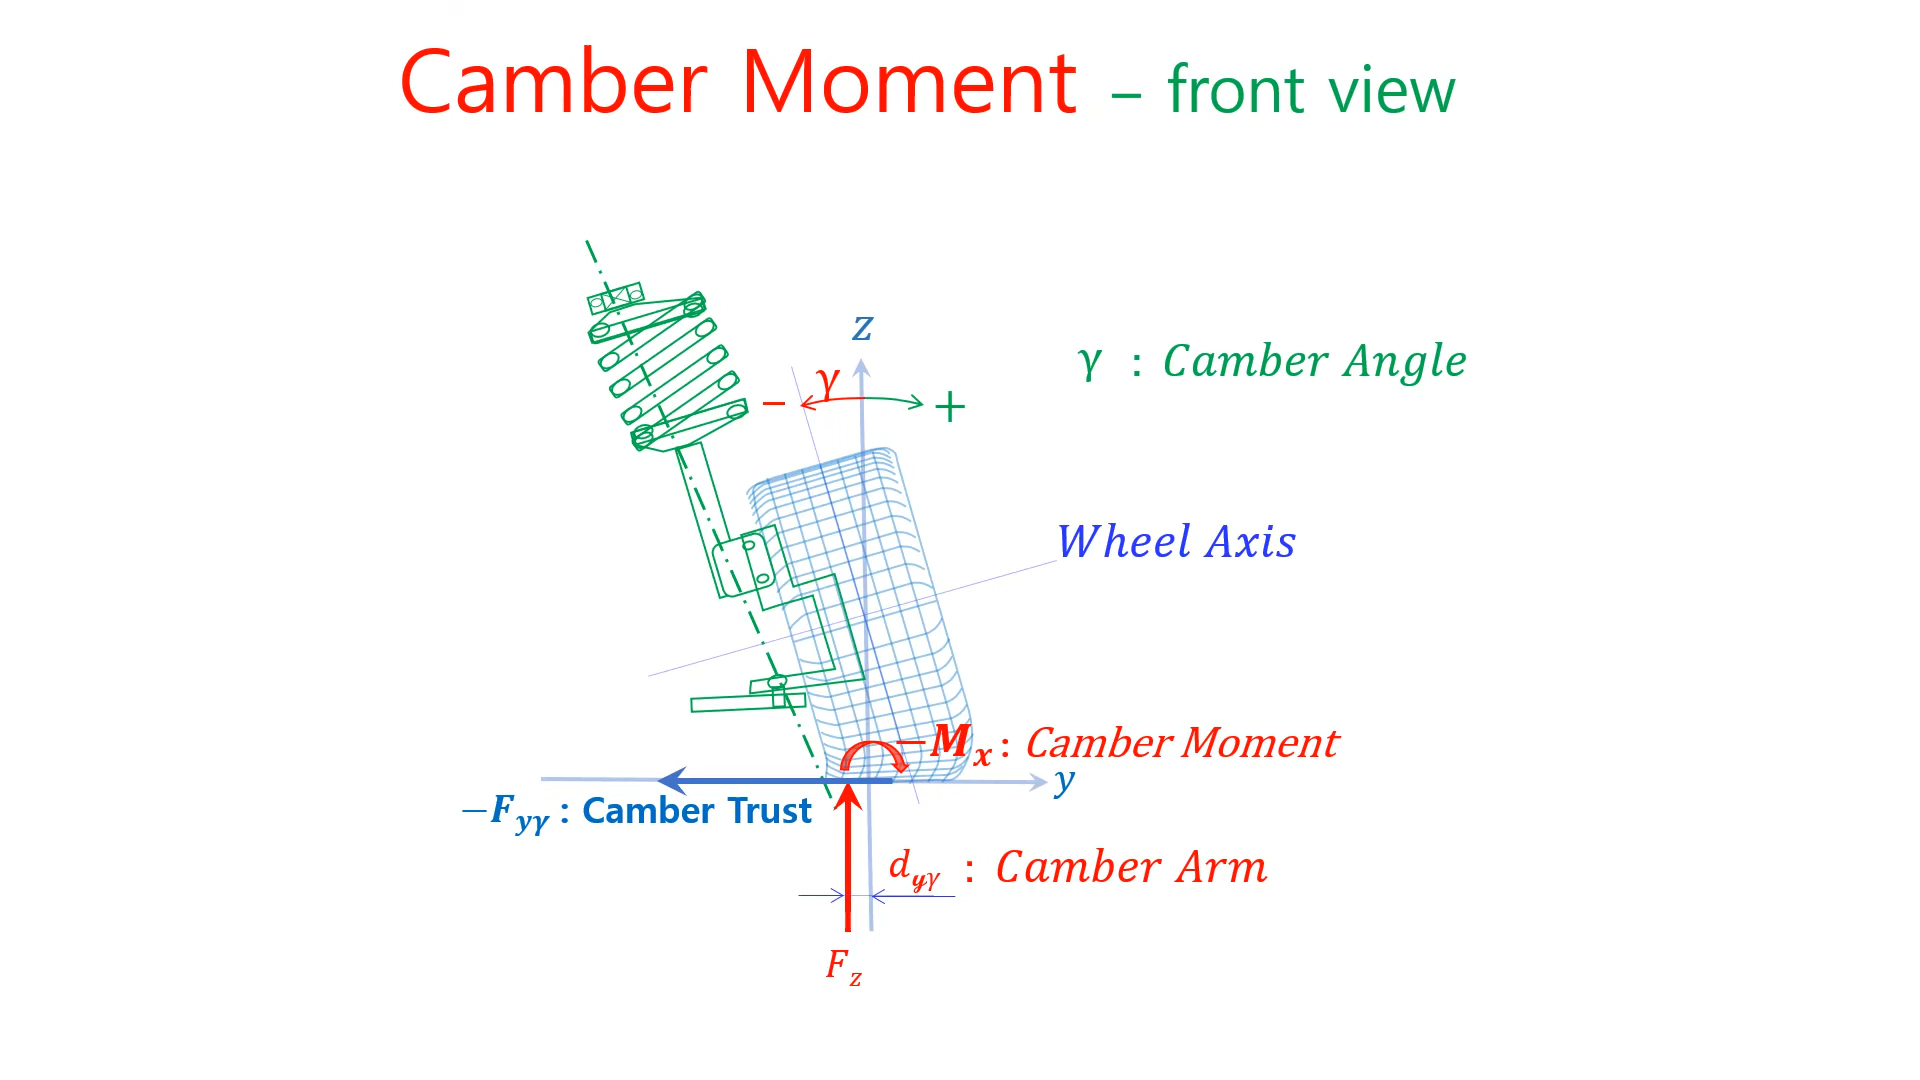 Camber Moment – front view
z
γ
– +
γ : Camber Angle
Wheel Axis
−Mx : Camber Moment
y
−Fyγ : Camber Trust
dyγ : Camber Arm
Fz